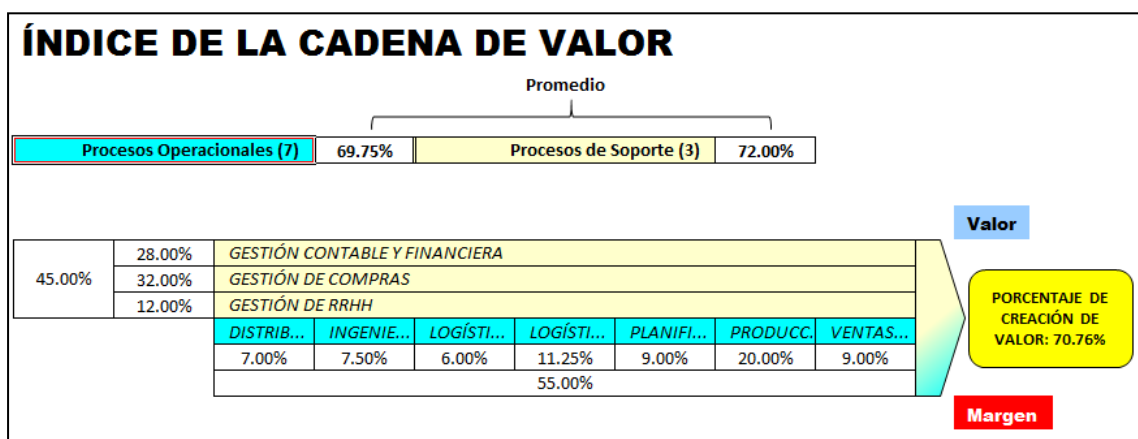 ÍNDICE DE LA CADENA DE VALOR
Promedio
Procesos Operacionales (7) 69.75% Procesos de Soporte (3) 72.00%
Valor
45.00%
28.00% GESTIÓN CONTABLE Y FINANCIERA
32.00% GESTIÓN DE COMPRAS
12.00% GESTIÓN DE RRHH
DISTRIB... INGENIE... LOGÍSTI... LOGÍSTI... PLANIFI... PRODUCC. VENTAS...
7.00% 7.50% 6.00% 11.25% 9.00% 20.00% 9.00%
55.00%
PORCENTAJE DE
CREACIÓN DE
VALOR: 70.76%
Margen